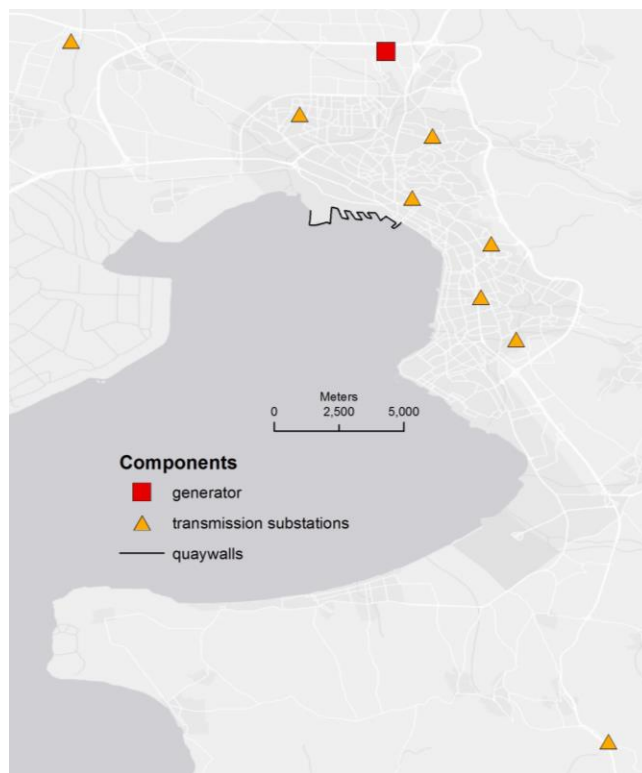 Meters
0 2,500 5,000
Components
generator
transmission substations
quaywalls